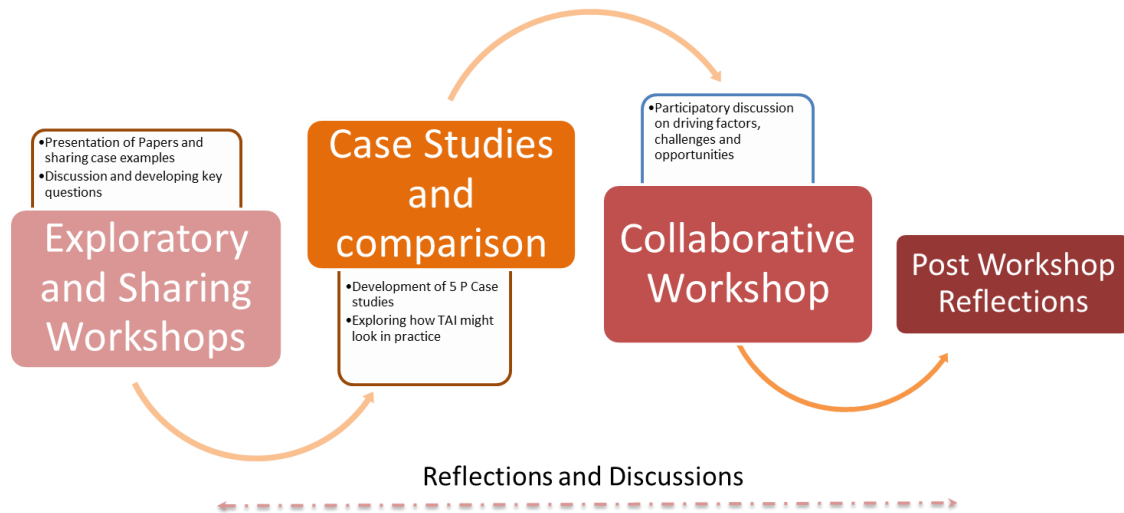 •Presentation of Papers and
sharing case examples
•Discussion and developing key
questions
Exploratory
and Sharing
Workshops
Case Studies
and
comparison
•Development of 5 P Case
studies
•Exploring how TAI might
look in practice
•Participatory discussion
on driving factors,
challenges and
opportunities
Collaborative
Workshop
Post Workshop
Reflections
Reflections and Discussions